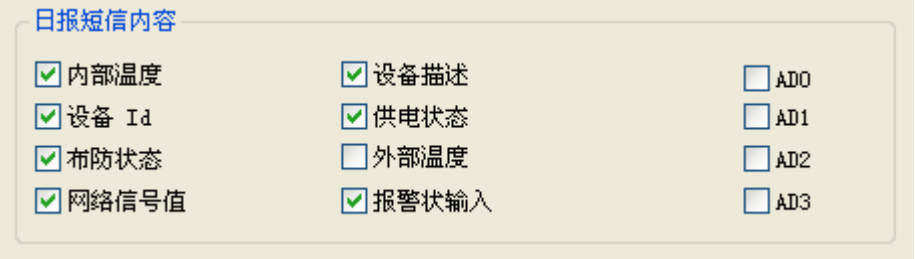 日报短信内容
内部温度 设备描述 AD0
设备 Id 供电状态 AD1
布防状态 外部温度 AD2
网络信号值 报警状输入 AD3